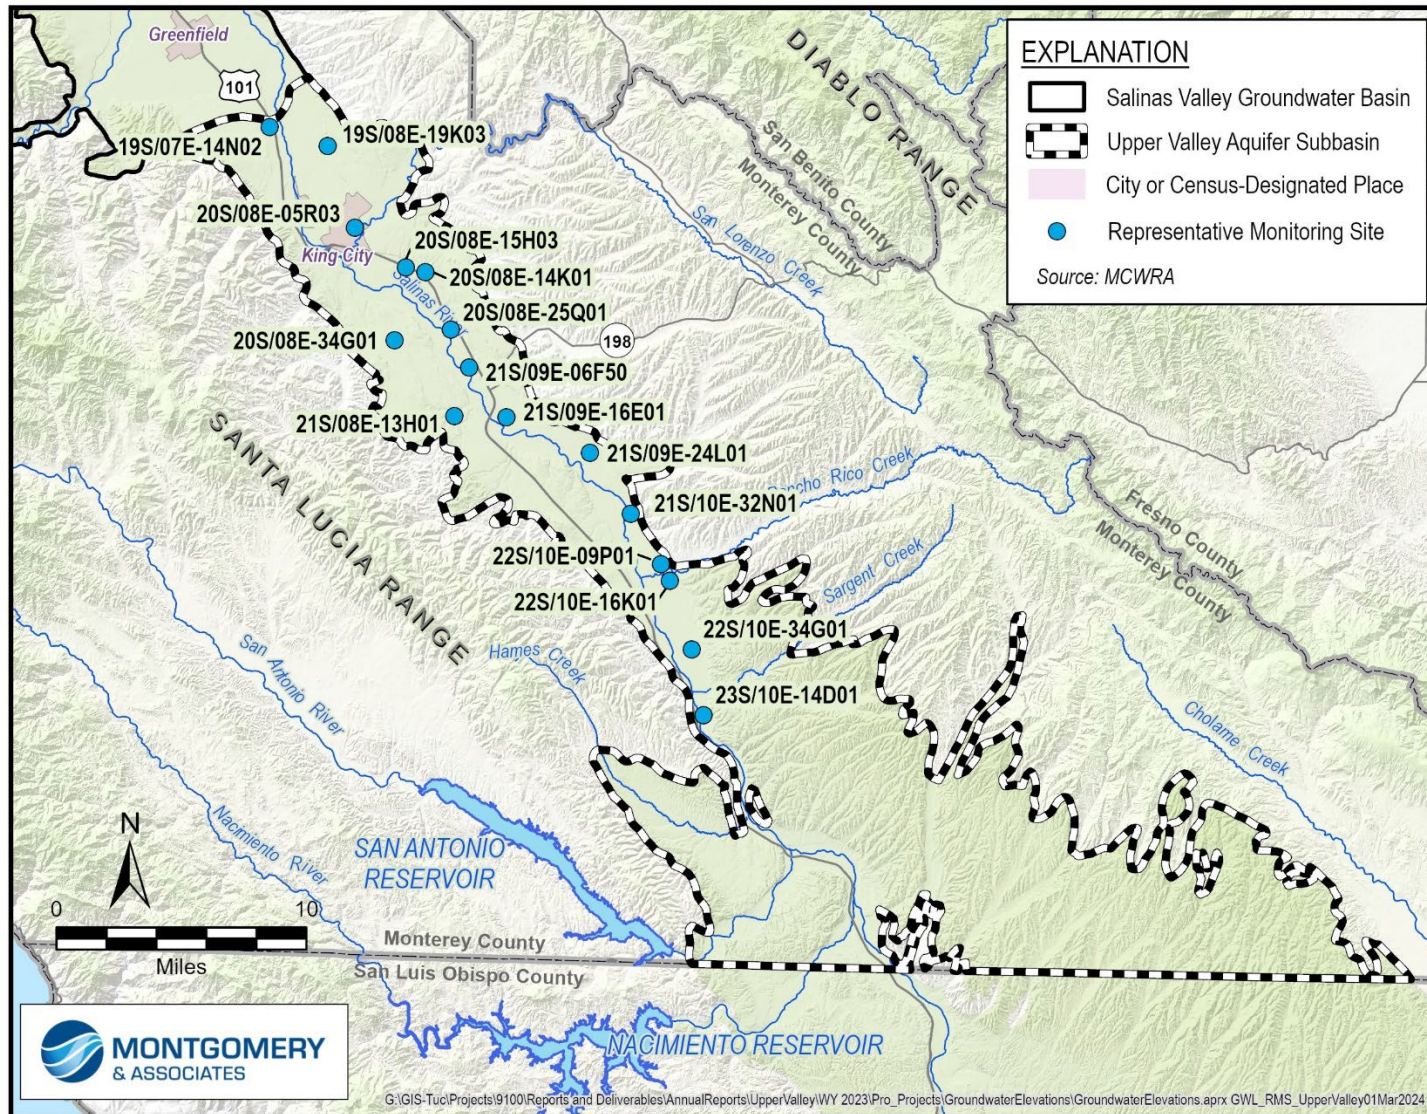 Greenfield
101
19S/07E-14N02
19S/08E-19K03
DIABLO RANGE
San Benito County
Monterey County
EXPLANATION
Salinas Valley Groundwater Basin
Upper Valley Aquifer Subbasin
City or Census-Designated Place
Representative Monitoring Site
Source: MCWRA
20S/08E-05R03
King City
20S/08E-15H03
20S/08E-14K01
San Lorenzo Creek
Salinas River
20S/08E-25Q01
20S/08E-34G01
198
21S/09E-06F50
21S/08E-13H01
21S/09E-16E01
21S/09E-24L01
SANTA LUCIA RANGE
Rico Creek
21S/10E-32N01
Fresno County
Monterey County
22S/10E-09P01
22S/10E-16K01
Sargent Creek
22S/10E-34G01
Hames Creek
San Antonio River
23S/10E-14D01
Cholame Creek
Nacimiento River
N
SAN ANTONIO
RESERVOIR
0 10
Miles
Monterey County
San Luis Obispo County
NACIMIENTO RESERVOIR
MONTGOMERY
& ASSOCIATES
G:\GIS-Tuc\Projects\9100\Reports and Deliverables\AnnualReports\UpperValley\WY 2023\Pro_Projects\GroundwaterElevations\GroundwaterElevations.aprx GWL_RMS_UpperValley01Mar2024